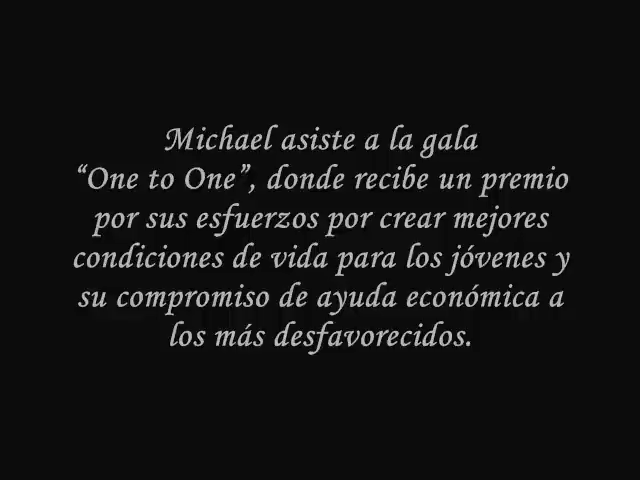 Michael asiste a la gala
“One to One”, donde recibe un premio
por sus esfuerzos por crear mejores
condiciones de vida para los jóvenes y
su compromiso de ayuda económica a
los más desfavorecidos.